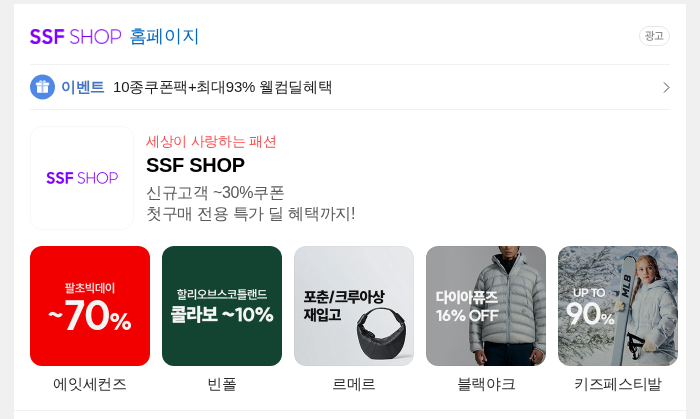 SSF SHOP 홈페이지
광고
이벤트 10종쿠폰팩+최대93% 웰컴딜혜택
SSF SHOP
세상이 사랑하는 패션
SSF SHOP
신규고객 ~30%쿠폰
첫구매 전용 특가 딜 혜택까지!
팔초빅데이
~70%
할리오브스코틀랜드
콜라보 ~10%
포춘/크루아상
재입고
다이아퓨즈
16% OFF
UP TO
90%
MLB
에잇세컨즈
빈폴
르메르
블랙야크
키즈페스티발